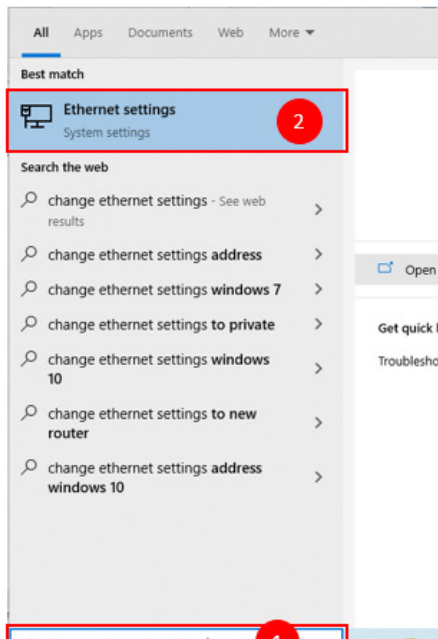 All Apps Documents Web More
Best match
Ethernet settings
System settings
2
Search the web
change ethernet settings - See web
results
change ethernet settings address
change ethernet settings windows 7
change ethernet settings to private
change ethernet settings windows
10
change ethernet settings to new
router
change ethernet settings address
windows 10
Open
Get quick
1